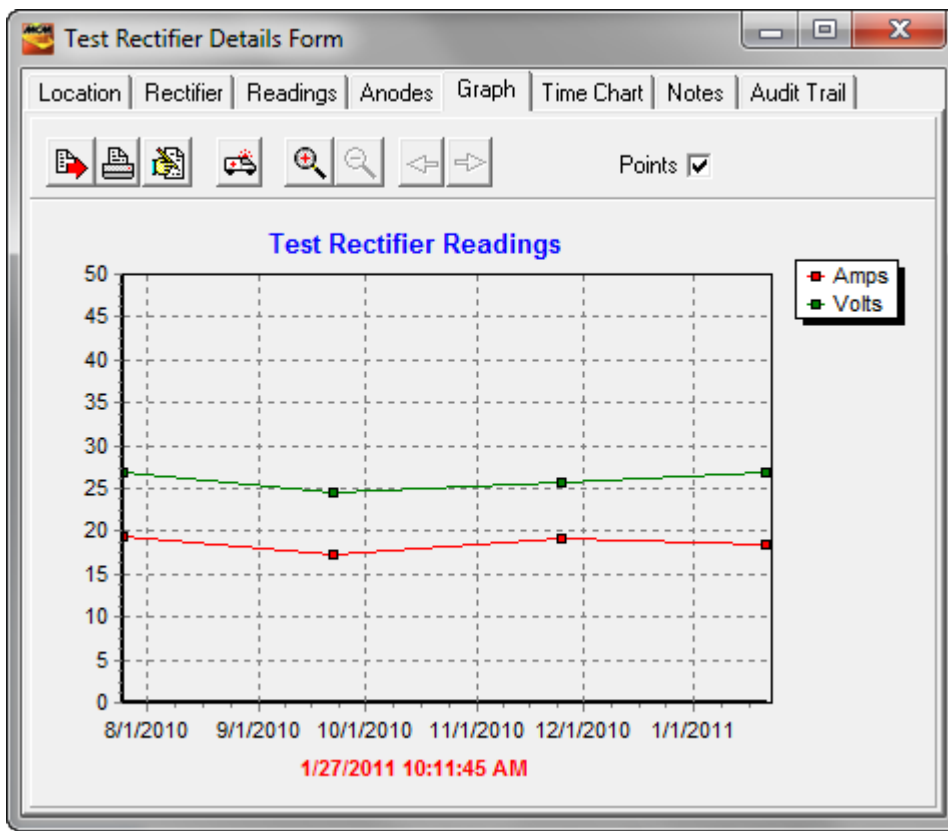 MCM Test Rectifier Details Form
Location Rectifier Readings Anodes Graph Time Chart Notes Audit Trail
Points
Test Rectifier Readings
Amps
Volts
50
45
40
35
30
25
20
15
10
5
0
8/1/2010 9/1/2010 10/1/2010 11/1/2010 12/1/2010 1/1/2011
1/27/2011 10:11:45 AM